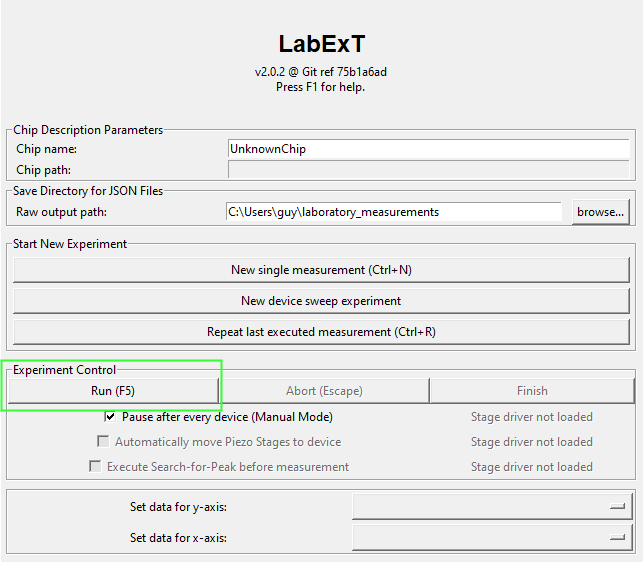 LabExT
v2.0.2 @ Git ref 75b1a6ad
Press F1 for help.
Chip Description Parameters
Chip name: UnknownChip
Chip path:
Save Directory for JSON Files
Raw output path: C:\Users\guy\laboratory_measurements browse...
Start New Experiment
New single measurement (Ctrl+N)
New device sweep experiment
Repeat last executed measurement (Ctrl+R)
Experiment Control
Run (F5) Abort (Escape) Finish
Pause after every device (Manual Mode) Stage driver not loaded
Automatically move Piezo Stages to device Stage driver not loaded
Execute Search-for-Peak before measurement Stage driver not loaded
Set data for y-axis:
Set data for x-axis: